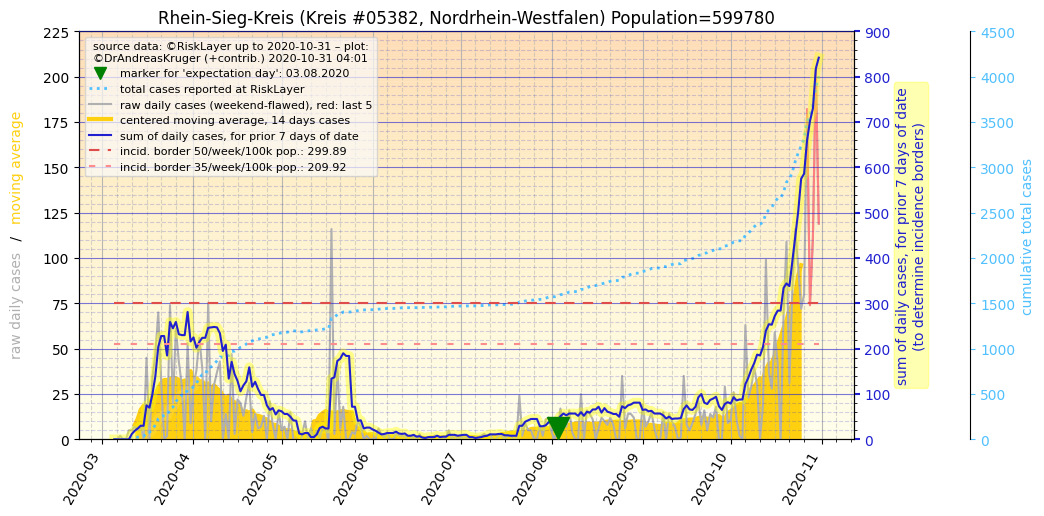 Rhein-Sieg-Kreis (Kreis #05382, Nordrhein-Westfalen) Population=599780
source data: ©RiskLayer up to 2020-10-31 – plot:
©DrAndreasKruger (+contrib.) 2020-10-31 04:01
marker for 'expectation day': 03.08.2020
total cases reported at RiskLayer
raw daily cases (weekend-flawed), red: last 5
centered moving average, 14 days cases
sum of daily cases, for prior 7 days of date
incid. border 50/week/100k pop.: 299.89
incid. border 35/week/100k pop.: 209.92
raw daily cases / moving average
225
200
175
150
125
100
75
50
25
0
900
800
700
600
500
400
300
200
100
0
sum of daily cases, for prior 7 days of date
(to determine incidence borders)
4500
4000
3500
3000
2500
2000
1500
1000
500
0
cumulative total cases
2020-03
2020-04
2020-05
2020-06
2020-07
2020-08
2020-09
2020-10
2020-11